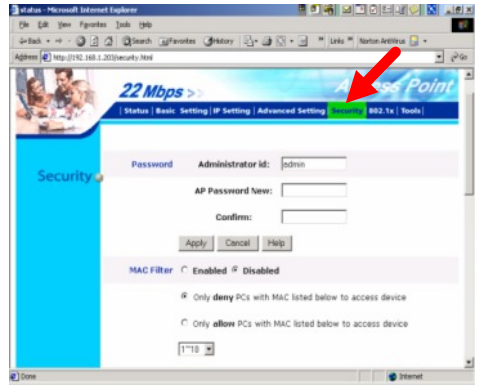 status - Microsoft Internet Explorer
File Edit View Favorites Tools Help
Back Search Favorites History Links Norton AntiVirus
Address http://192.168.1.203/security.html Go
22 Mbps >> Access Point
| Status | Basic Setting | IP Setting | Advanced Setting | Security | 802.1x | Tools |
Security
Password Administrator id: admin
AP Password New:
Confirm:
Apply Cancel Help
MAC Filter Enabled Disabled
Only deny PCs with MAC listed below to access device
Only allow PCs with MAC listed below to access device
1~10
Done Internet